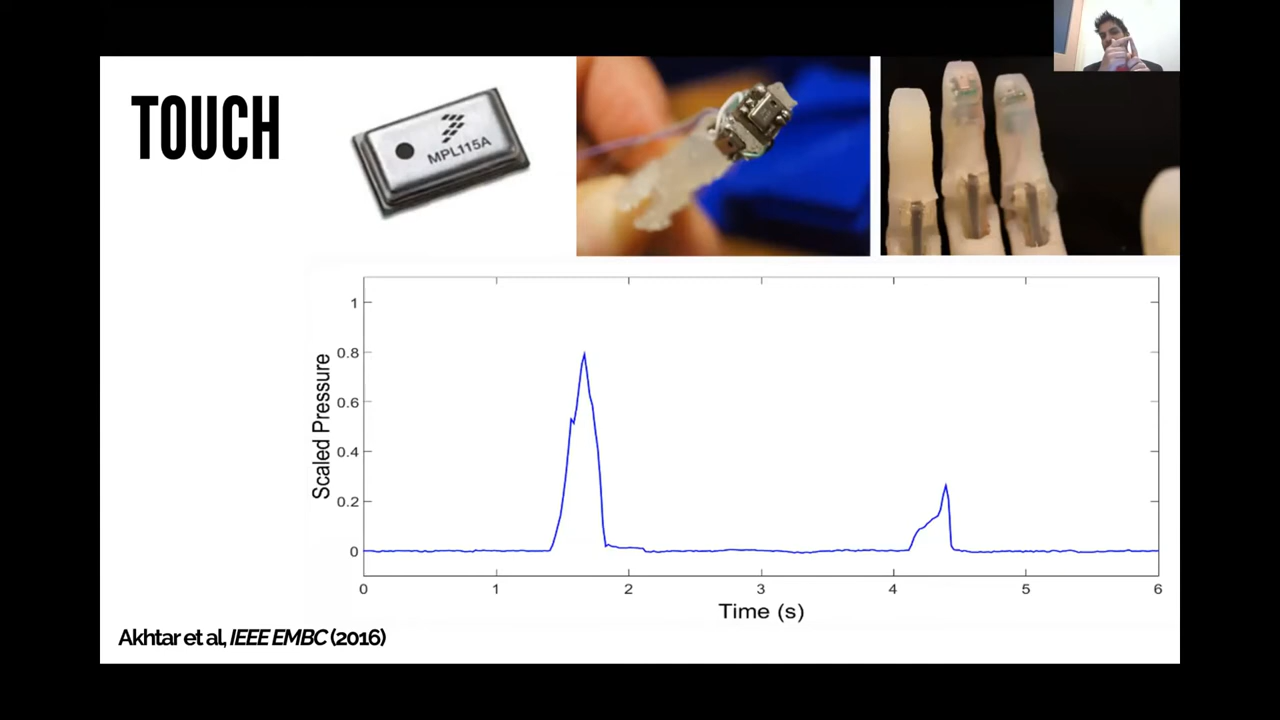 TOUCH
MPL115A
Scaled Pressure
1
0.8
0.6
0.4
0.2
0
0 1 2 3 4 5 6
Time (s)
Akhtar et al, IEEE EMBC (2016)